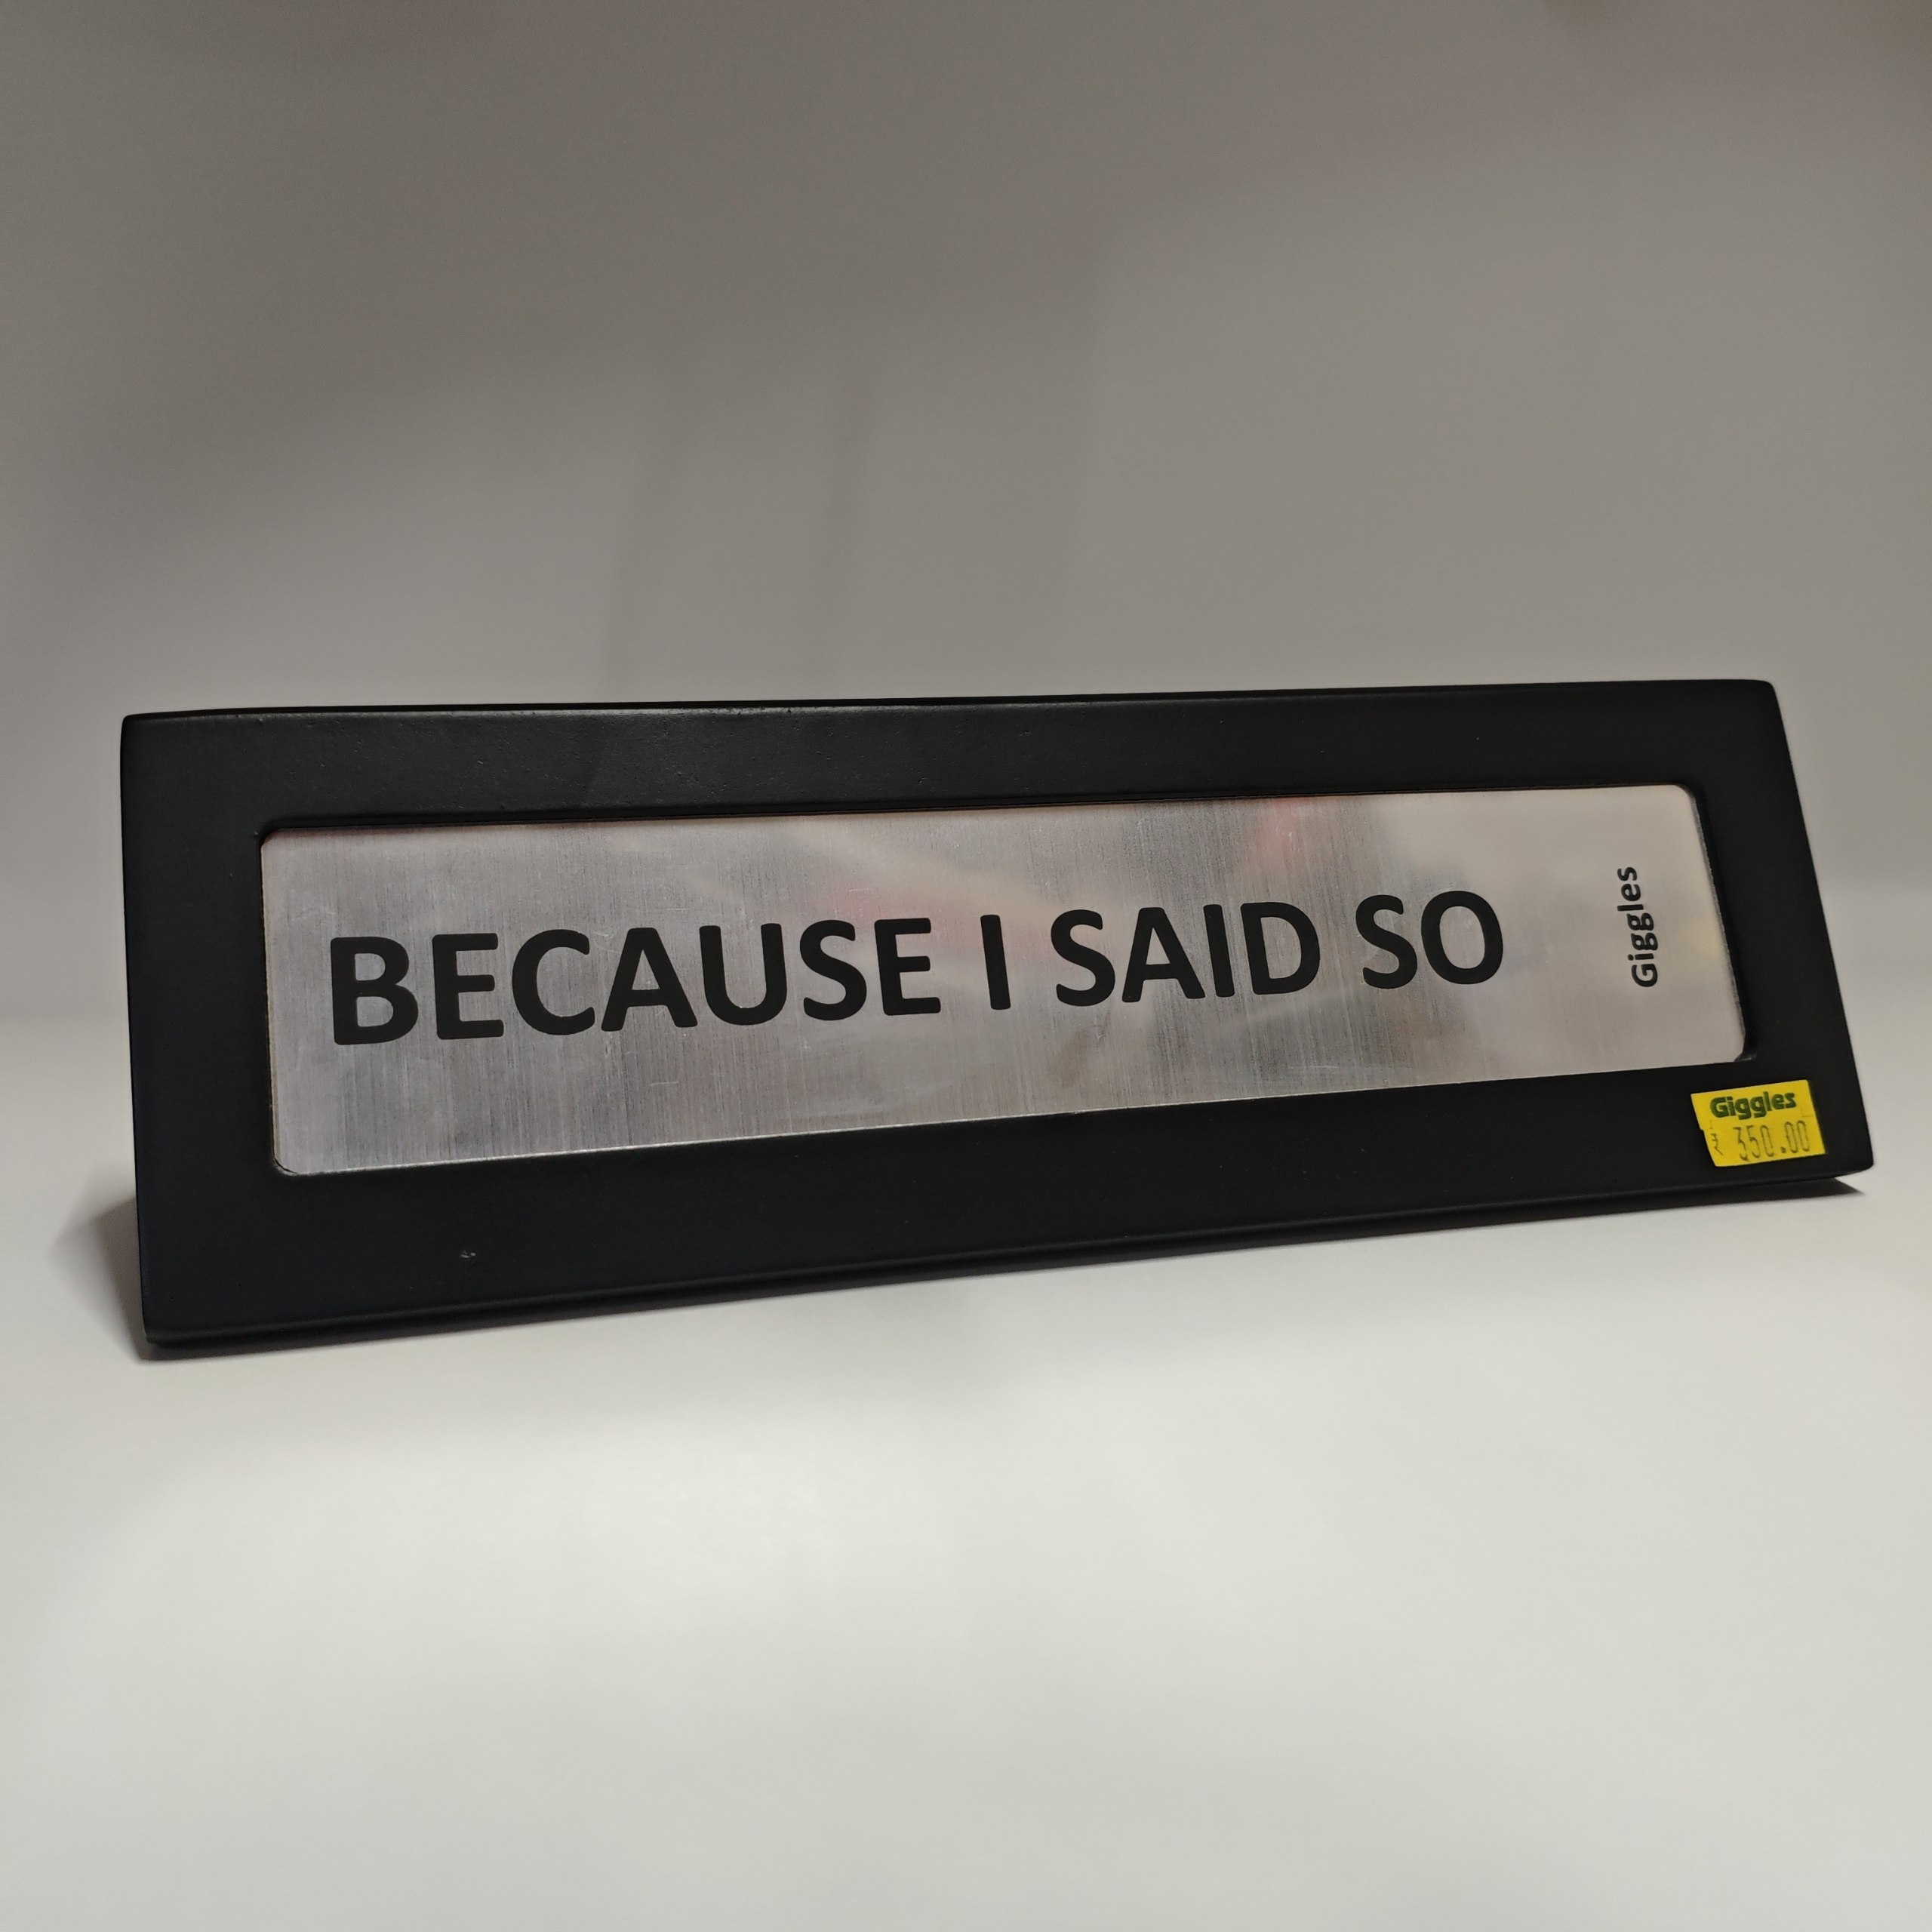 BECAUSE I SAID SO
Giggles
Giggles
₹ 350.00